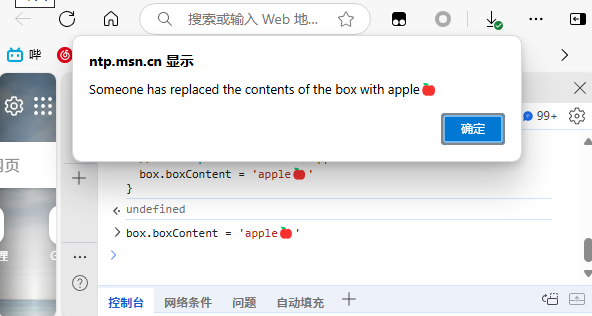 搜索或输入 Web 地...
哔
ntp.msn.cn 显示
Someone has replaced the contents of the box with apple🍎
确定
99+
网页
box.boxContent = 'apple🍎'
}
undefined
box.boxContent = 'apple🍎'
控制台
网络条件
问题
自动填充